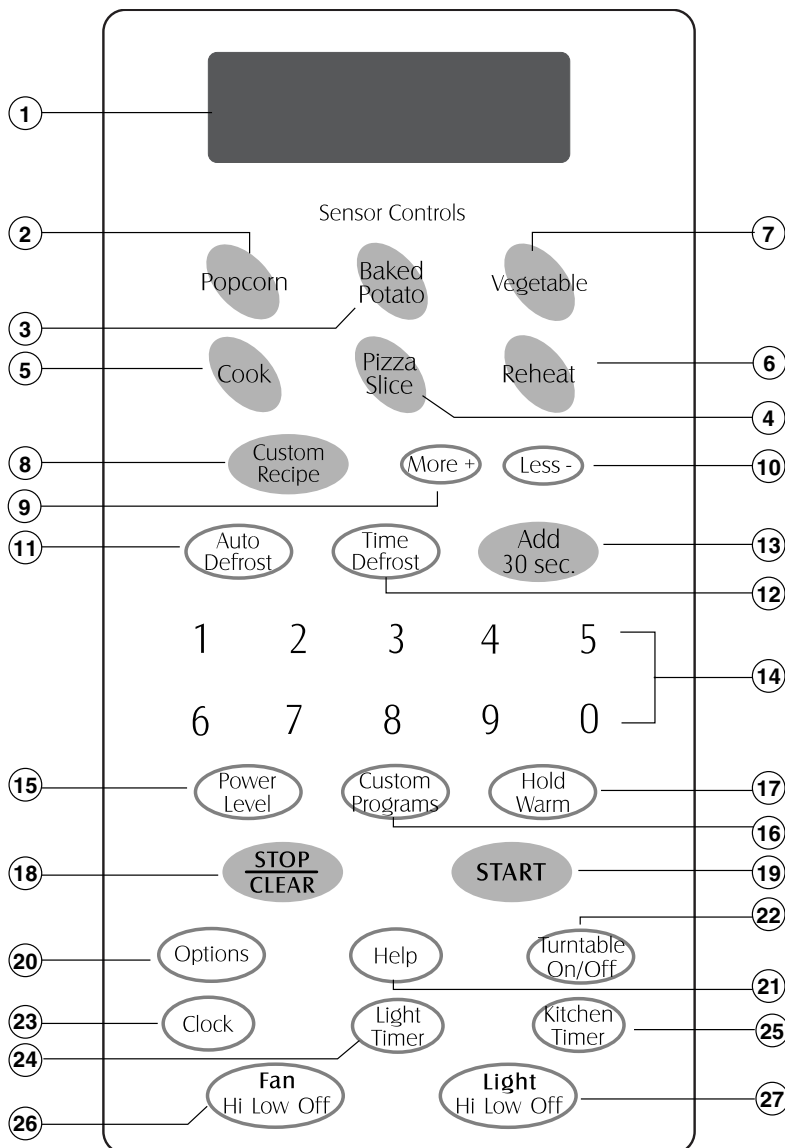 1
Sensor Controls
2
7
Popcorn
Baked
Potato
Vegetable
3
5
Cook
Pizza
Slice
Reheat
6
4
8
Custom
Recipe
More +
Less -
10
9
11
Auto
Defrost
Time
Defrost
Add
30 sec.
13
12
1 2 3 4 5
14
6 7 8 9 0
15
Power
Level
Custom
Programs
Hold
Warm
17
16
18
STOP
CLEAR
START
19
22
20
Options
Help
Turntable
On/Off
21
23
Clock
Light
Timer
Kitchen
Timer
25
24
Fan
Hi Low Off
Light
Hi Low Off
26
27